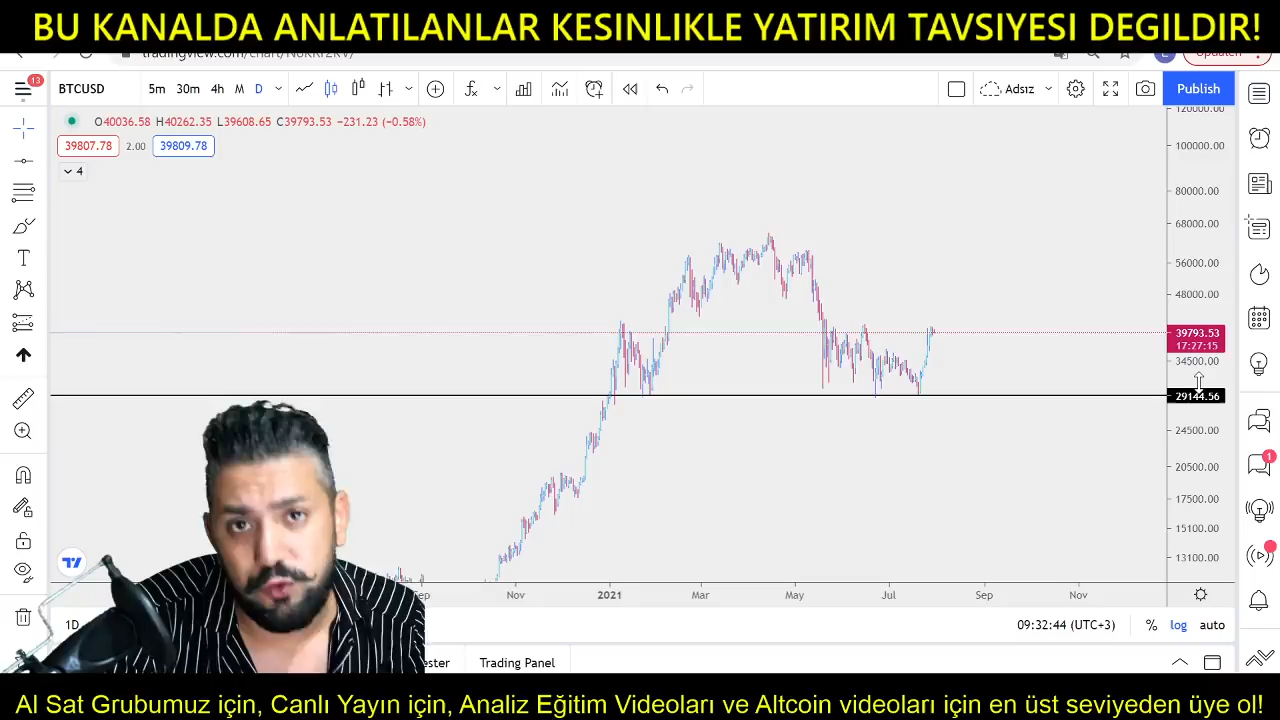 BU KANALDA ANLATILANLAR KESINLIKLE YATIRIM TAVSIYESI DEGILDIR!
13
BTCUSD
5m 30m 4h M D
Adsız
Publish
O40036.58 H40262.35 L39608.65 C39793.53 −231.23 (−0.58%)
39807.78 2.00 39809.78
4
120000.00
100000.00
80000.00
68000.00
56000.00
48000.00
39793.53
17:27:15
34500.00
29144.56
24500.00
20500.00
17500.00
15100.00
13100.00
1
Nov 2021 Mar May Jul Sep Nov
1D
09:32:44 (UTC+3) % log auto
Trading Panel
Al Sat Grubumuz için, Canlı Yayın için, Analiz Eğitim Videoları ve Altcoin videoları için en üst seviyeden üye ol!